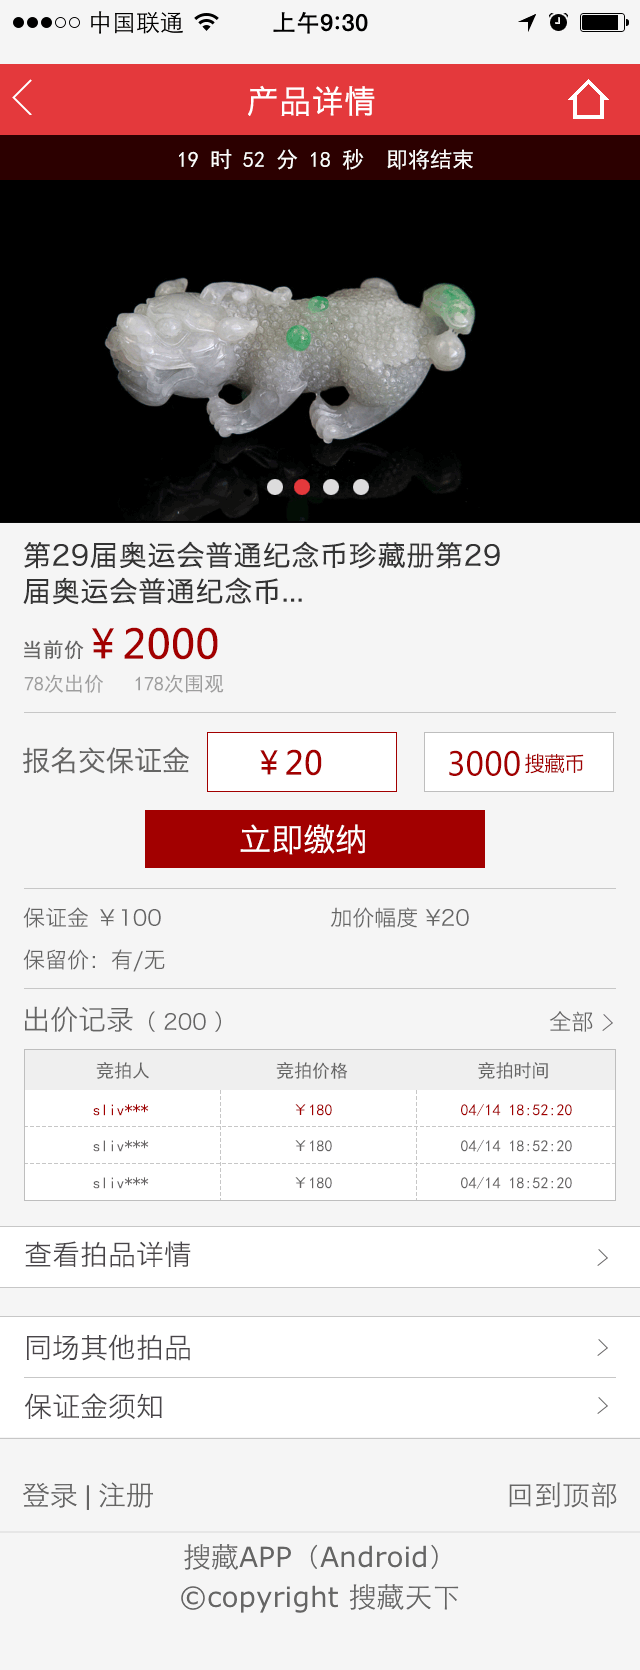 中国联通 上午9:30
产品详情
19 时 52 分 18 秒 即将结束
第29届奥运会普通纪念币珍藏册第29
届奥运会普通纪念币...
当前价 ￥2000
78次出价 178次围观
报名交保证金 ￥20 3000搜藏币
立即缴纳
保证金 ￥100 加价幅度 ¥20
保留价：有/无
出价记录（ 200 ） 全部
竞拍人 竞拍价格 竞拍时间
sliv*** ￥180 04/14 18:52:20
sliv*** ￥180 04/14 18:52:20
sliv*** ￥180 04/14 18:52:20
查看拍品详情
同场其他拍品
保证金须知
登录 | 注册 回到顶部
搜藏APP（Android）
©copyright 搜藏天下